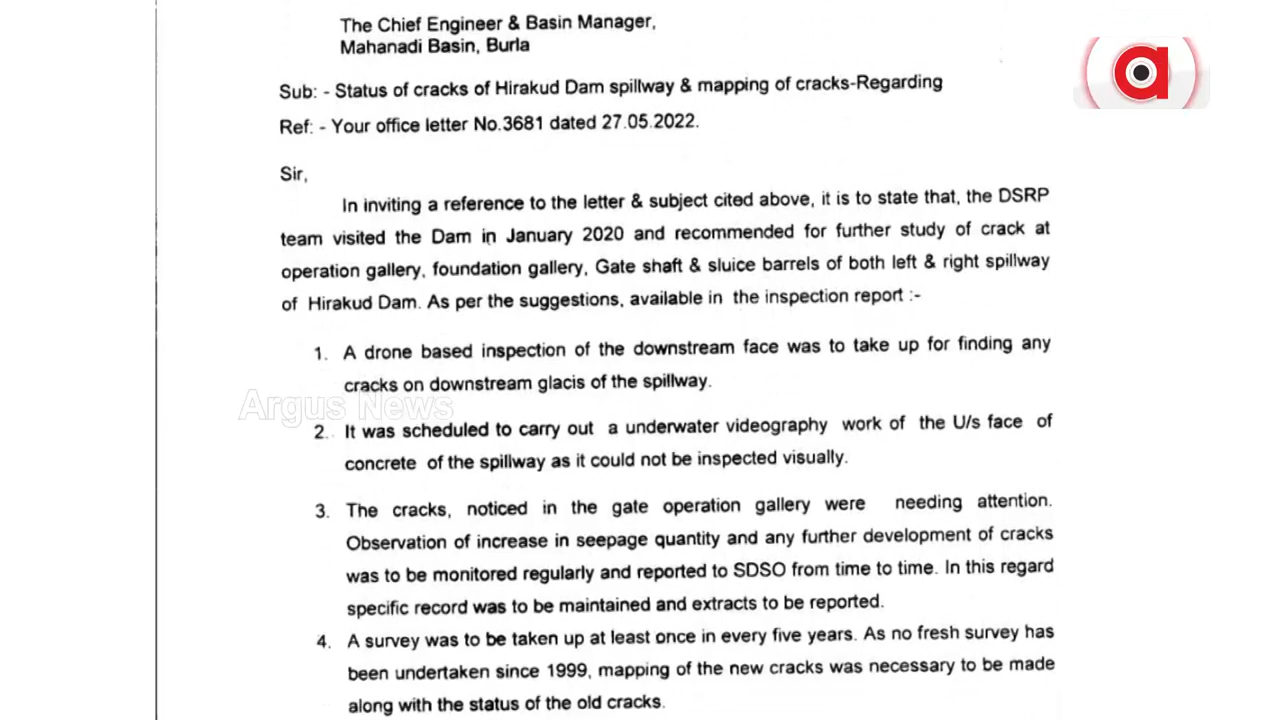 The Chief Engineer & Basin Manager,
Mahanadi Basin, Burla
Sub: - Status of cracks of Hirakud Dam spillway & mapping of cracks-Regarding
Ref: - Your office letter No.3681 dated 27.05.2022.
Sir,
In inviting a reference to the letter & subject cited above, it is to state that, the DSRP
team visited the Dam in January 2020 and recommended for further study of crack at
operation gallery, foundation gallery, Gate shaft & sluice barrels of both left & right spillway
of Hirakud Dam. As per the suggestions, available in the inspection report :-
1. A drone based inspection of the downstream face was to take up for finding any
cracks on downstream glacis of the spillway.
Argus News
2. It was scheduled to carry out a underwater videography work of the U/s face of
concrete of the spillway as it could not be inspected visually.
3. The cracks, noticed in the gate operation gallery were needing attention.
Observation of increase in seepage quantity and any further development of cracks
was to be monitored regularly and reported to SDSO from time to time. In this regard
specific record was to be maintained and extracts to be reported.
4. A survey was to be taken up at least once in every five years. As no fresh survey has
been undertaken since 1999, mapping of the new cracks was necessary to be made
along with the status of the old cracks.
a